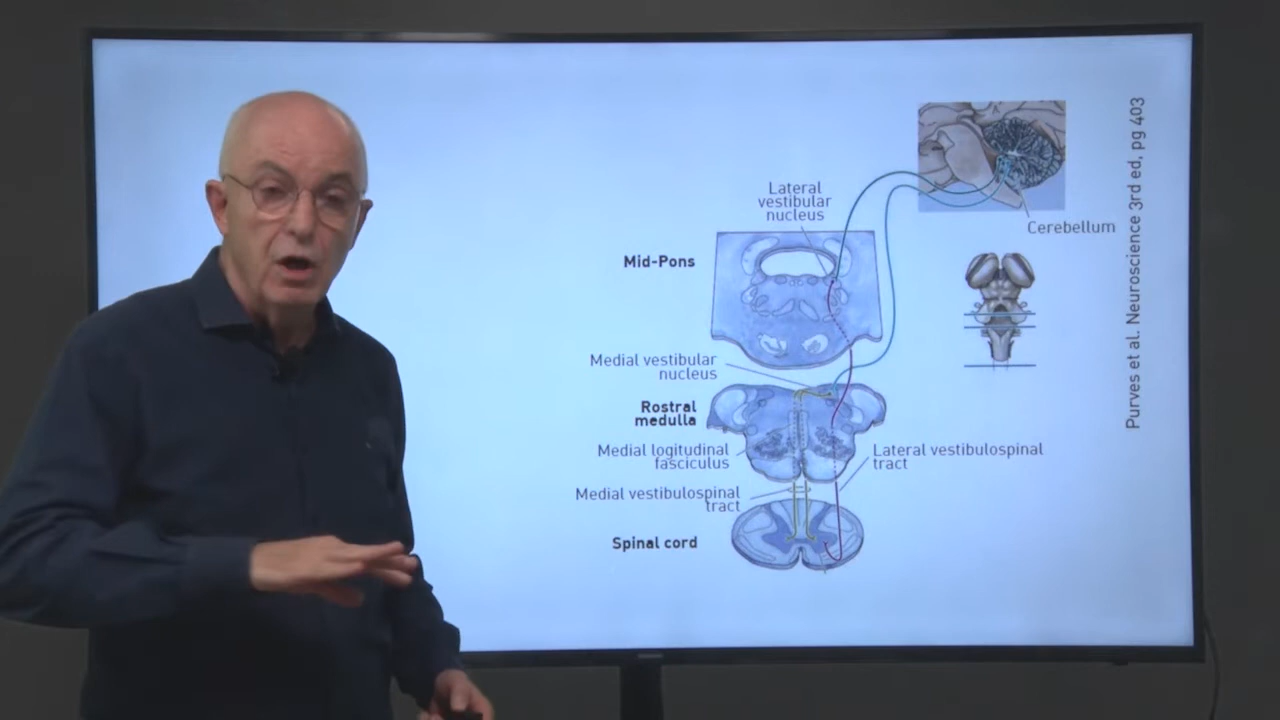 Lateral
vestibular
nucleus
Cerebellum
Mid-Pons
Medial vestibular
nucleus
Rostral
medulla
Medial logitudinal
fasciculus
Lateral vestibulospinal
tract
Medial vestibulospinal
tract
Spinal cord
Purves et al. Neuroscience 3rd ed, pg 403